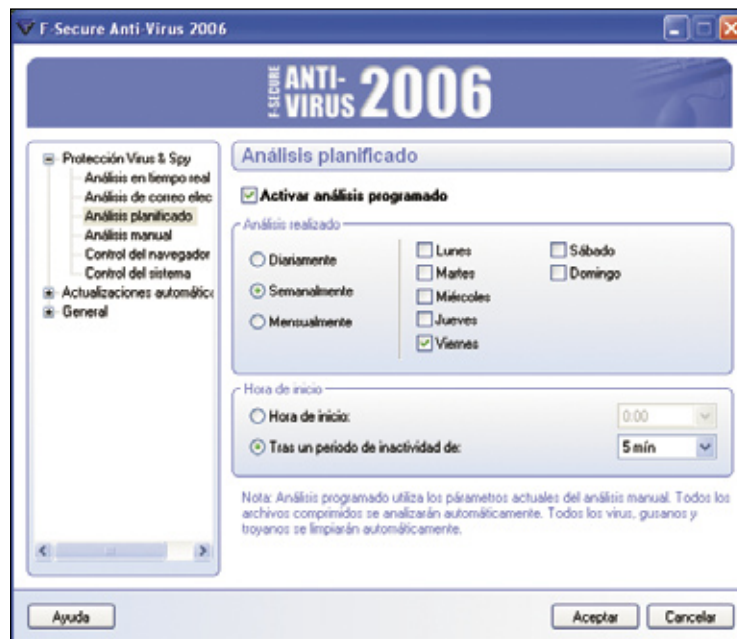 F-Secure Anti-Virus 2006
F-SECURE ANTI-VIRUS 2006
Protección Virus & Spy
Análisis en tiempo real
Análisis de correo elec
Análisis planificado
Análisis manual
Control del navegador
Control del sistema
Actualizaciones automátic
General
Análisis planificado
Activar análisis programado
Análisis realizado
Diariamente
Semanalmente
Mensualmente
Lunes
Martes
Miércoles
Jueves
Viernes
Sábado
Domingo
Hora de inicio
Hora de inicio:
0:00
Tras un periodo de inactividad de:
5 mín
Nota: Análisis programado utiliza los párametros actuales del análisis manual. Todos los
archivos comprimidos se analizarán automáticamente. Todos los virus, gusanos y
troyanos se limpiarán automáticamente.
Ayuda
Aceptar
Cancelar